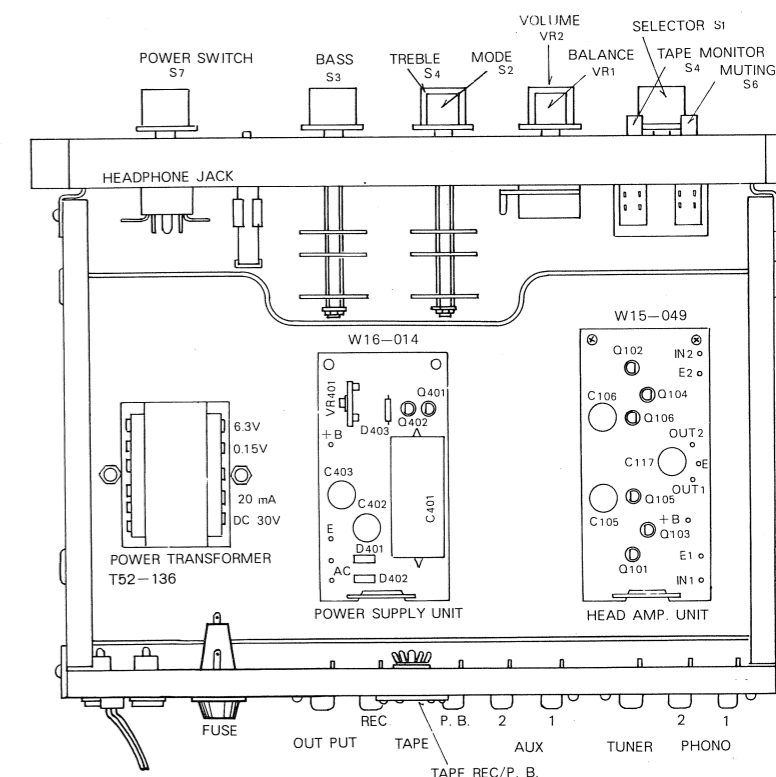 VOLUME
VR2
SELECTOR S1
POWER SWITCH
S7
BASS
S3
TREBLE
S4
MODE
S2
BALANCE
VR1
TAPE MONITOR
S4
MUTING
S6
HEADPHONE JACK
W16-014
W15-049
VR401
D403
Q401
Q402
+B
C403
C402
C401
E
D401
AC
D402
POWER SUPPLY UNIT
6.3V
0.15V
20 mA
DC 30V
POWER TRANSFORMER
T52-136
Q102
IN2
E2
C106
Q104
Q106
OUT2
C117
E
OUT1
C105
Q105
+B
Q103
Q101
E1
IN1
HEAD AMP. UNIT
FUSE
OUT PUT
REC
TAPE
P. B.
2
1
AUX
TUNER
2
1
PHONO
TAPE REC/P. B.